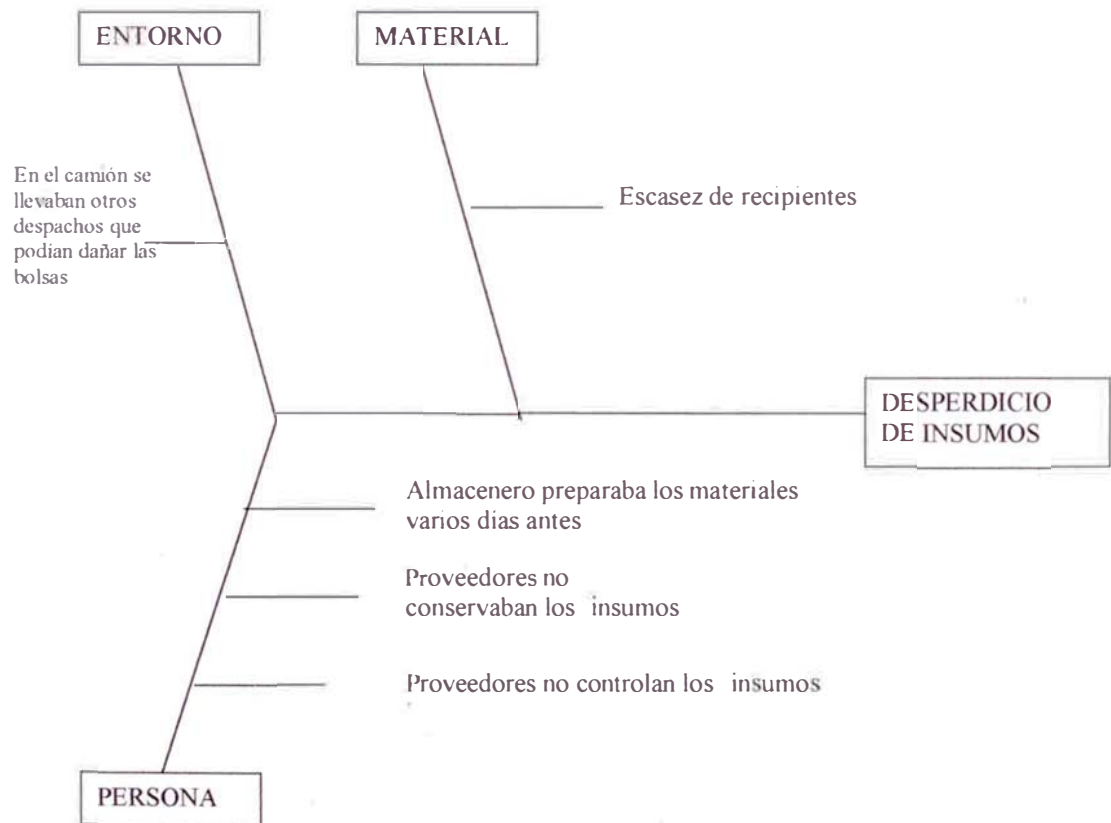 ENTORNO
MATERIAL
En el camión se
llevaban otros
despachos que
podian dañar las
bolsas
Escasez de recipientes
DESPERDICIO
DE INSUMOS
Almacenero preparaba los materiales
varios dias antes
Proveedores no
conservaban los insumos
Proveedores no controlan los insumos
PERSONA